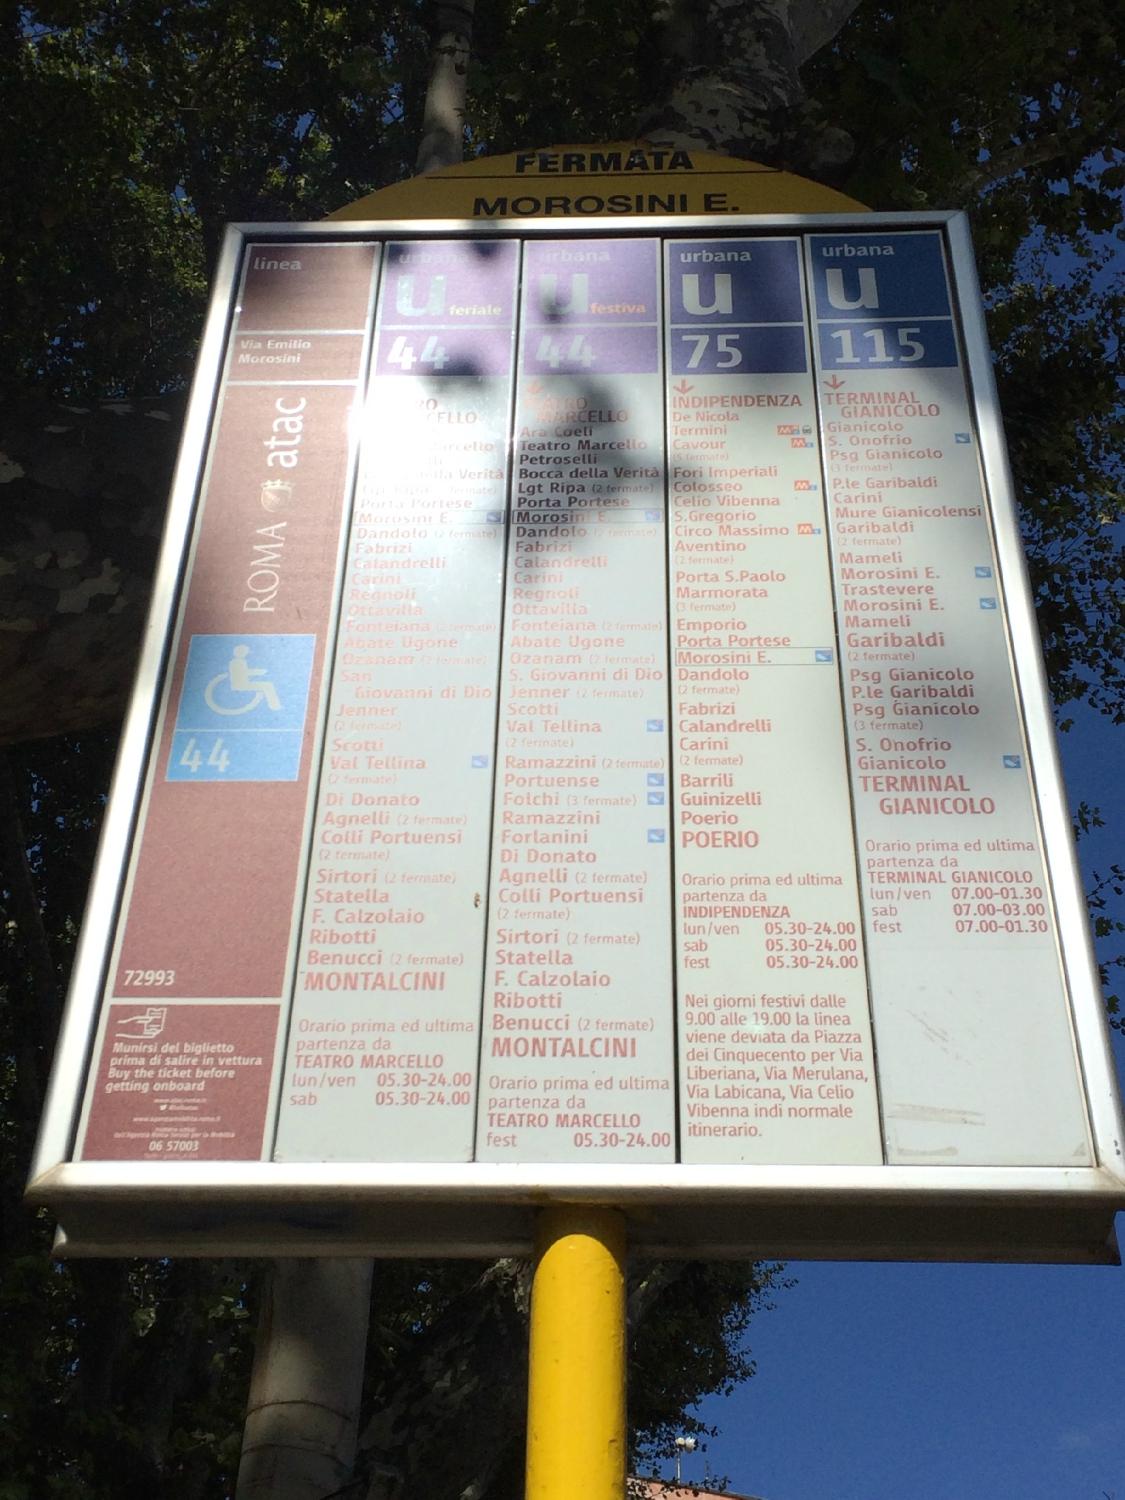 FERMATA
MOROSINI E.
linea
Via Emilio
Morosini
ROMA atac
44
72993
Munirsi del biglietto
prima di salire in vettura
Buy the ticket before
getting onboard
06 57003
urbana
U feriale
44
Porta Portese
Morosini E.
Dandolo (2 fermate)
Fabrizi
Calandrelli
Carini
Regnoli
Ottavilla
Fonteiana (2 fermate)
Abate Ugone
Ozanam (2 fermate)
San
Giovanni di Dio
Jenner
(2 fermate)
Scotti
Val Tellina
(2 fermate)
Di Donato
Agnelli (2 fermate)
Colli Portuensi
(2 fermate)
Sirtori (2 fermate)
Statella
F. Calzolaio
Ribotti
Benucci (2 fermate)
MONTALCINI
Orario prima ed ultima
partenza da
TEATRO MARCELLO
lun/ven 05.30-24.00
sab 05.30-24.00
urbana
U festiva
44
MARCELLO
Ara Coeli
Teatro Marcello
Petroselli
Bocca della Verità
Lgt Ripa (2 fermate)
Porta Portese
Morosini E.
Dandolo (2 fermate)
Fabrizi
Calandrelli
Carini
Regnoli
Ottavilla
Fonteiana (2 fermate)
Abate Ugone
Ozanam (2 fermate)
S. Giovanni di Dio
Jenner (2 fermate)
Scotti
Val Tellina
(2 fermate)
Ramazzini (2 fermate)
Portuense
Folchi (3 fermate)
Ramazzini
Forlanini
Di Donato
Agnelli (2 fermate)
Colli Portuensi
(2 fermate)
Sirtori (2 fermate)
Statella
F. Calzolaio
Ribotti
Benucci (2 fermate)
MONTALCINI
Orario prima ed ultima
partenza da
TEATRO MARCELLO
fest 05.30-24.00
urbana
U
75
INDIPENDENZA
De Nicola
Termini
Cavour
(5 fermate)
Fori Imperiali
Colosseo
Celio Vibenna
S.Gregorio
Circo Massimo
Aventino
(2 fermate)
Porta S.Paolo
Marmorata
(3 fermate)
Emporio
Porta Portese
Morosini E.
Dandolo
(2 fermate)
Fabrizi
Calandrelli
Carini
(2 fermate)
Barrili
Guinizelli
Poerio
POERIO
Orario prima ed ultima
partenza da
INDIPENDENZA
lun/ven 05.30-24.00
sab 05.30-24.00
fest 05.30-24.00
Nei giorni festivi dalle
9.00 alle 19.00 la linea
viene deviata da Piazza
dei Cinquecento per Via
Liberiana, Via Merulana,
Via Labicana, Via Celio
Vibenna indi normale
itinerario.
urbana
U
115
TERMINAL
GIANICOLO
Gianicolo
S. Onofrio
Psg Gianicolo
(3 fermate)
P.le Garibaldi
Carini
Mure Gianicolensi
Garibaldi
(2 fermate)
Mameli
Morosini E.
Trastevere
Morosini E.
Mameli
Garibaldi
(2 fermate)
Psg Gianicolo
P.le Garibaldi
Psg Gianicolo
(3 fermate)
S. Onofrio
Gianicolo
TERMINAL
GIANICOLO
Orario prima ed ultima
partenza da
TERMINAL GIANICOLO
lun/ven 07.00-01.30
sab 07.00-03.00
fest 07.00-01.30